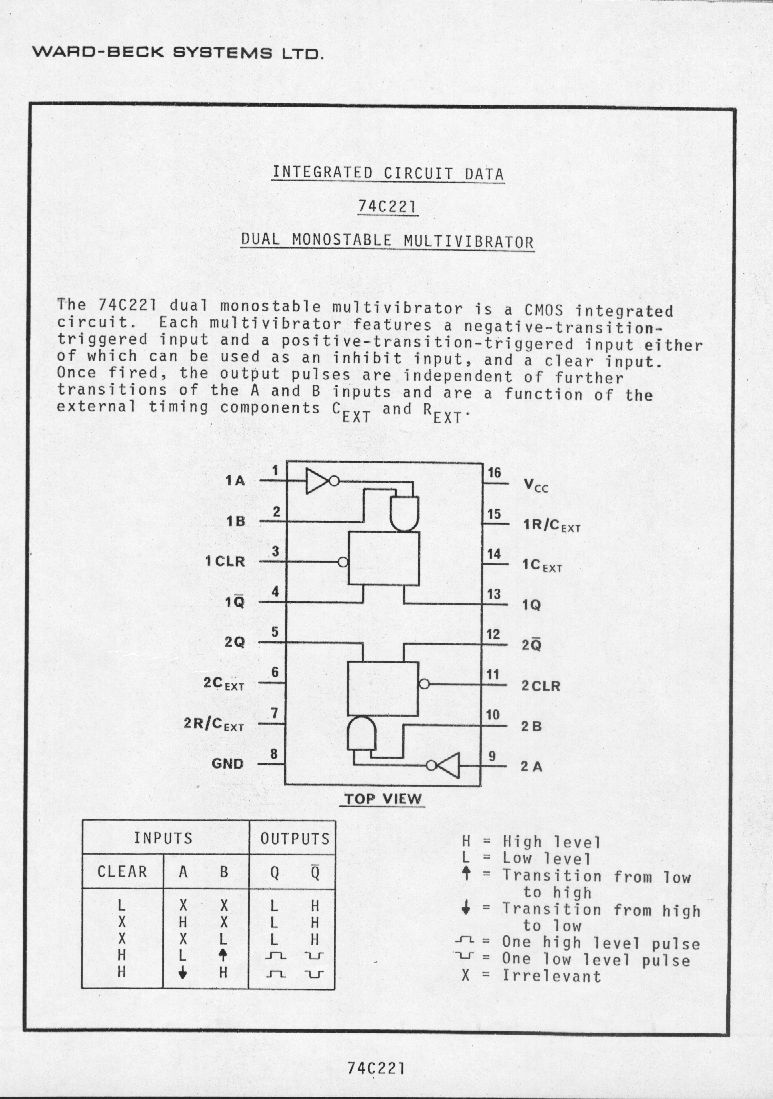 WARD-BECK SYSTEMS LTD.
INTEGRATED CIRCUIT DATA
74C221
DUAL MONOSTABLE MULTIVIBRATOR
The 74C221 dual monostable multivibrator is a CMOS integrated
circuit. Each multivibrator features a negative-transition-
triggered input and a positive-transition-triggered input either
of which can be used as an inhibit input, and a clear input.
Once fired, the output pulses are independent of further
transitions of the A and B inputs and are a function of the
external timing components CEXT and REXT.
1A 1 16 VCC
1B 2 15 1R/CEXT
1 CLR 3 14 1CEXT
1Q̅ 4 13 1Q
2Q 5 12 2Q̅
2CEXT 6 11 2 CLR
2R/CEXT 7 10 2 B
GND 8 9 2 A
TOP VIEW
INPUTS OUTPUTS
CLEAR A B Q Q̅
L X X L H
X H X L H
X X L L H
H L ↑ ⎍ ⎎
H ↓ H ⎍ ⎎
H = High level
L = Low level
↑ = Transition from low
to high
↓ = Transition from high
to low
⎍ = One high level pulse
⎎ = One low level pulse
X = Irrelevant
74C221